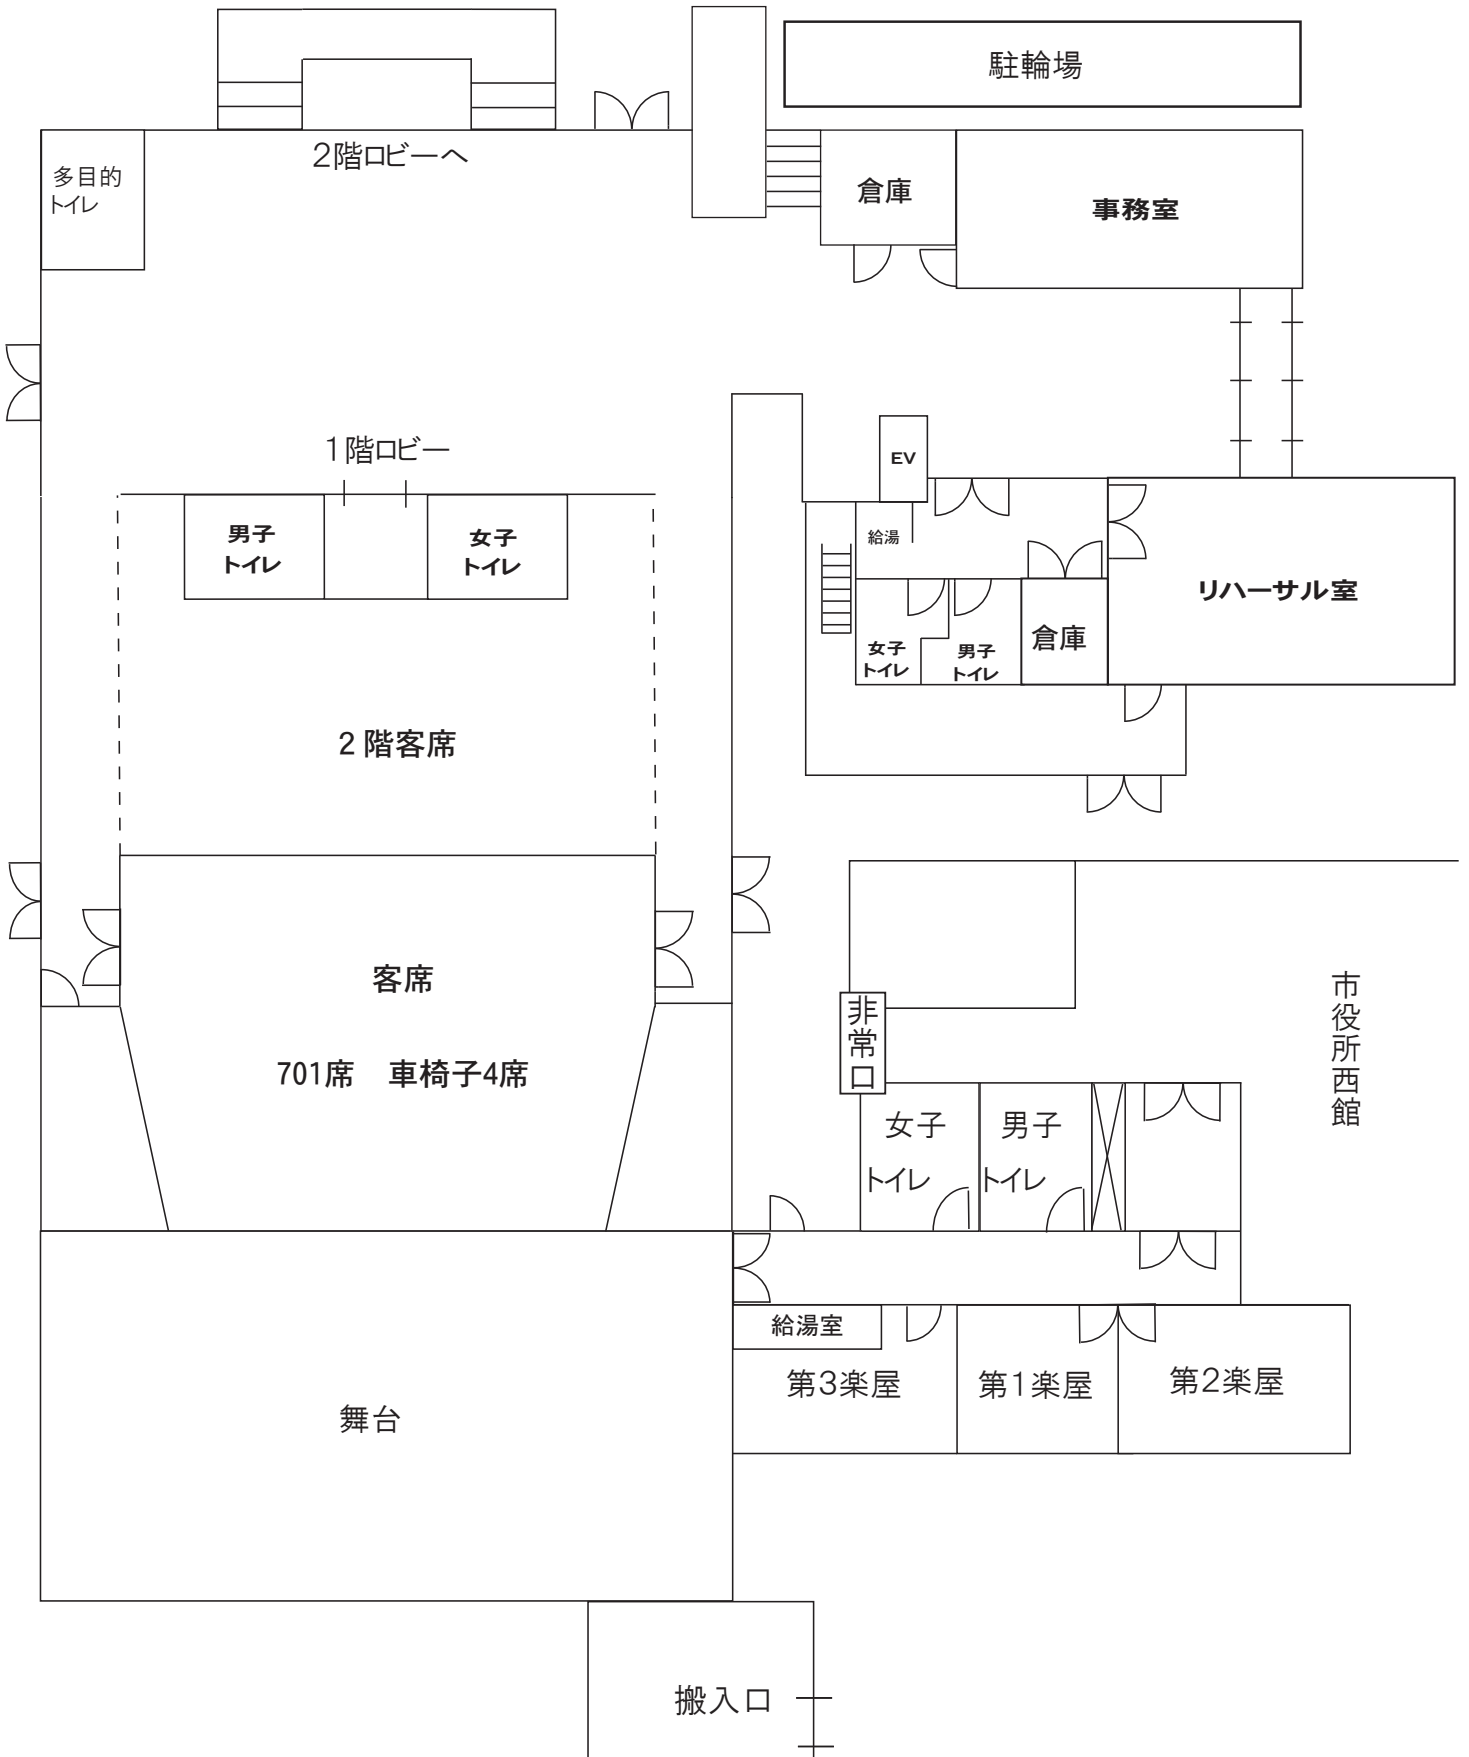 駐輪場
2階ロビーへ
多目的
トイレ
倉庫
事務室
1階ロビー
EV
男子
トイレ
女子
トイレ
給湯
リハーサル室
女子
トイレ
男子
トイレ
倉庫
2階客席
客席
701席　車椅子4席
非常口
市役所西館
女子
トイレ
男子
トイレ
給湯室
第3楽屋
第1楽屋
第2楽屋
舞台
搬入口